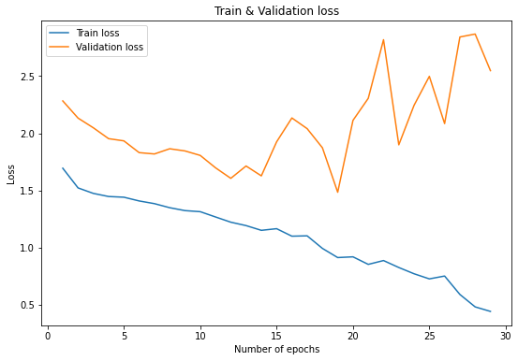 Train & Validation loss
Train loss
Validation loss
2.5
2.0
1.5
1.0
0.5
Loss
0 5 10 15 20 25 30
Number of epochs